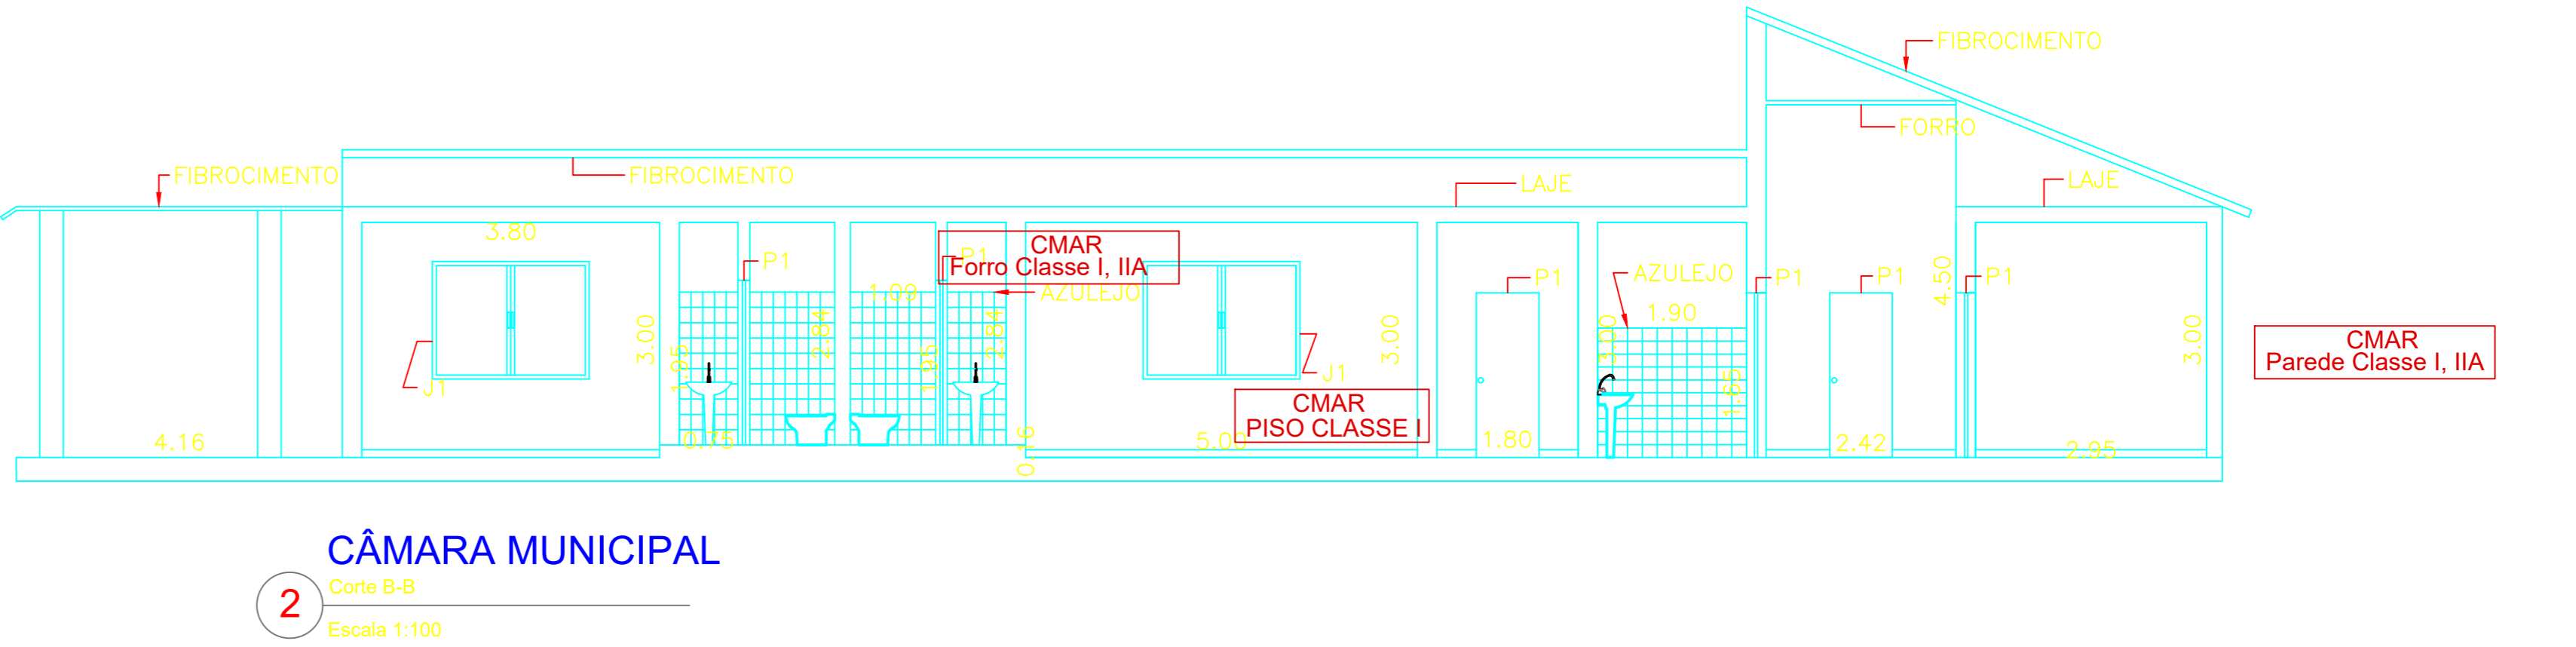 FIBROCIMENTO
FORRO
FIBROCIMENTO
FIBROCIMENTO
LAJE
LAJE
3.80
CMAR
Forro Classe I, IIA
P1
P1
P1
P1
P1
P1
AZULEJO
AZULEJO
1.09
1.90
4.50
3.00
1.95
2.84
1.95
2.84
3.00
3.00
1.65
3.00
CMAR
Parede Classe I, IIA
J1
J1
CMAR
PISO CLASSE I
4.16
0.75
0.16
5.00
1.80
2.42
2.95
CÂMARA MUNICIPAL
2
Corte B-B
Escala 1:100